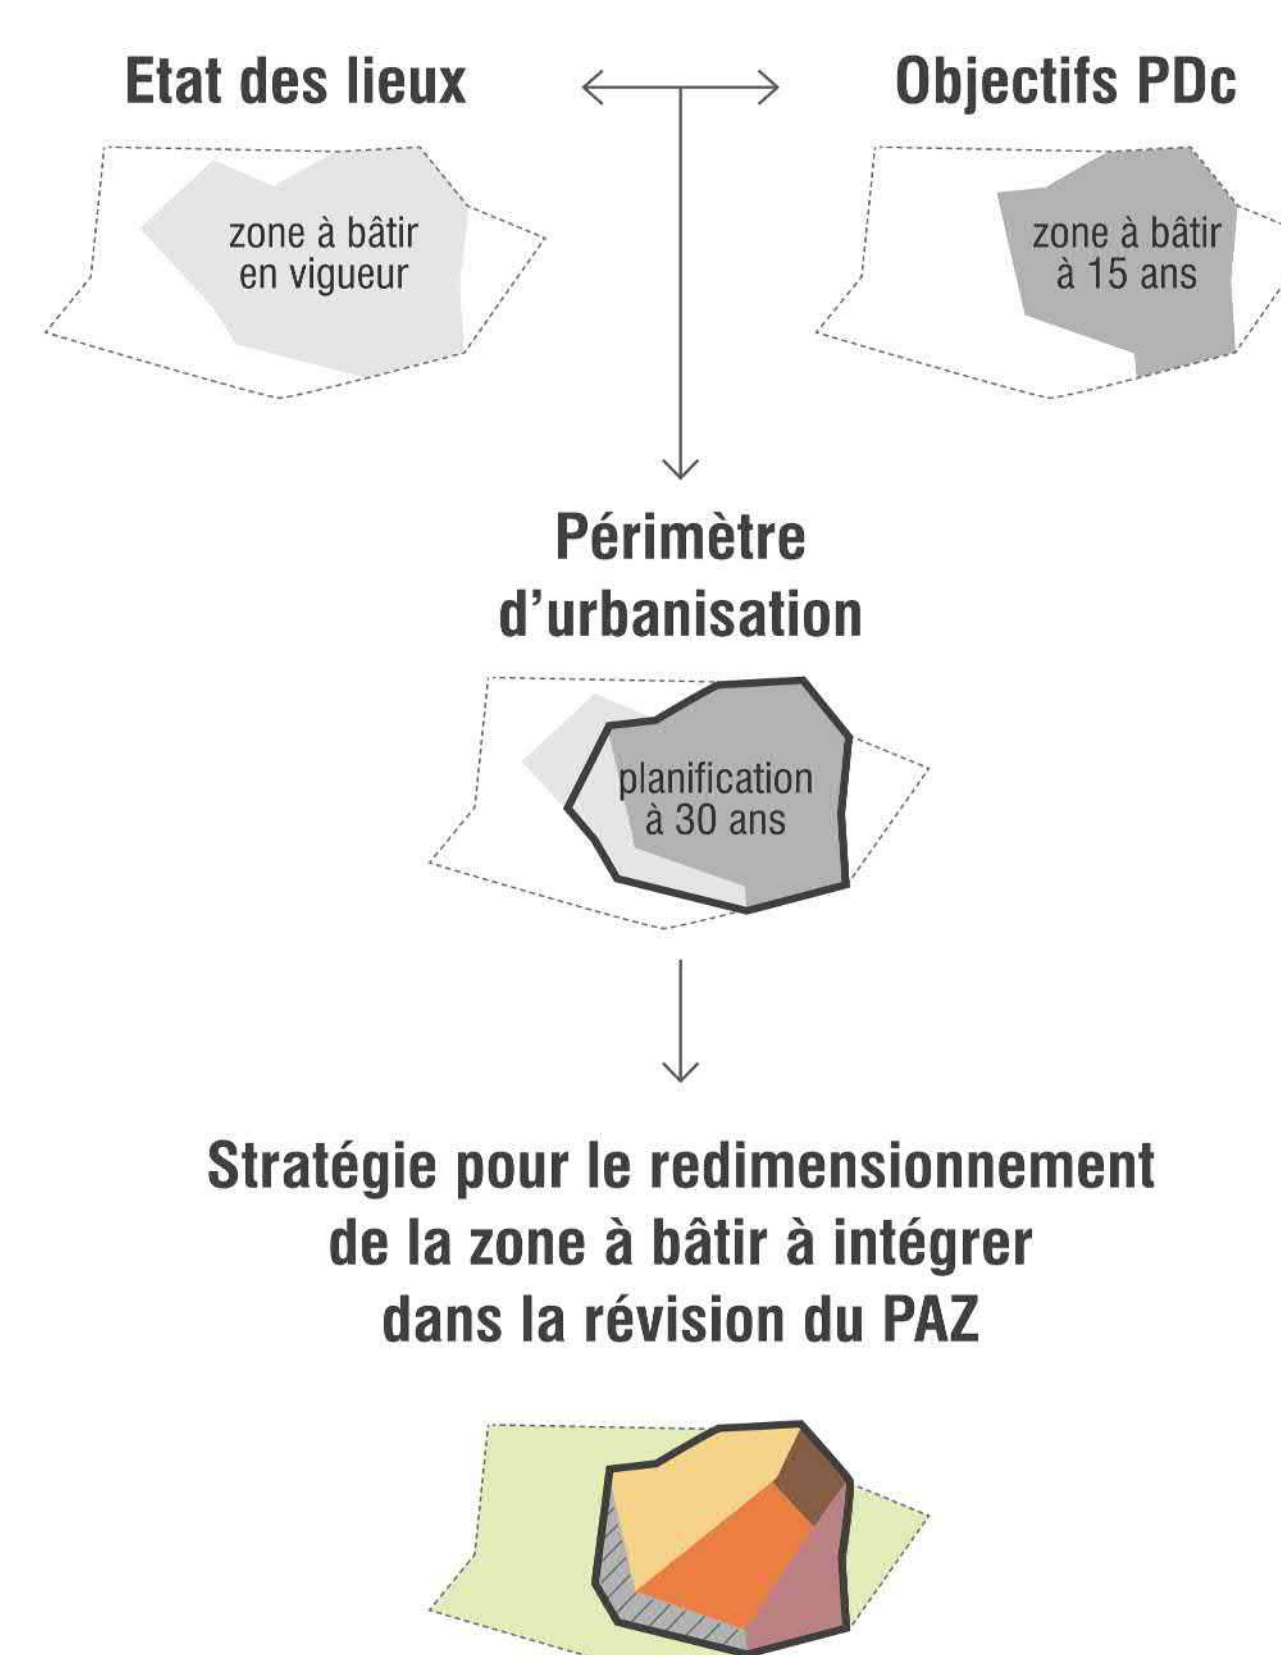 Etat des lieux
Objectifs PDc
zone à bâtir
en vigueur
zone à bâtir
à 15 ans
Périmètre
d'urbanisation
planification
à 30 ans
Stratégie pour le redimensionnement
de la zone à bâtir à intégrer
dans la révision du PAZ